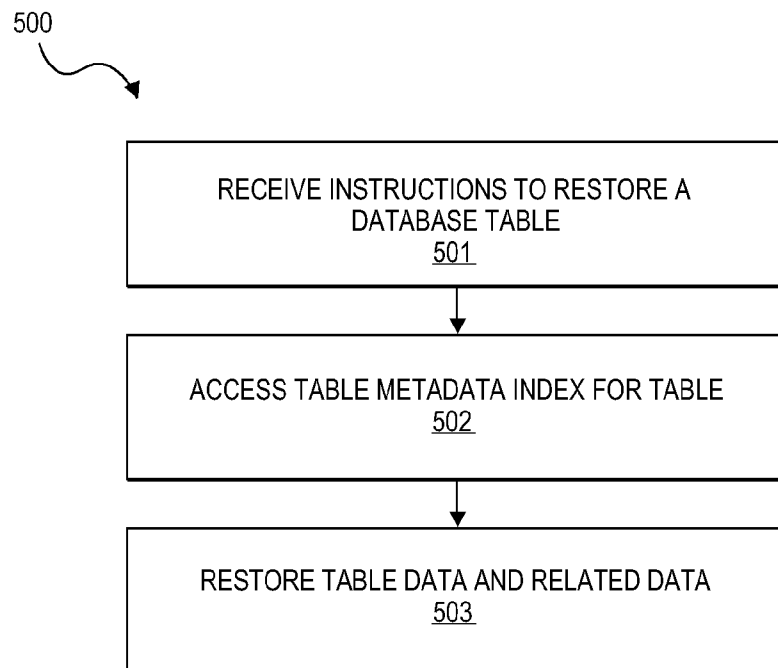 500
RECEIVE INSTRUCTIONS TO RESTORE A
DATABASE TABLE
501
ACCESS TABLE METADATA INDEX FOR TABLE
502
RESTORE TABLE DATA AND RELATED DATA
503